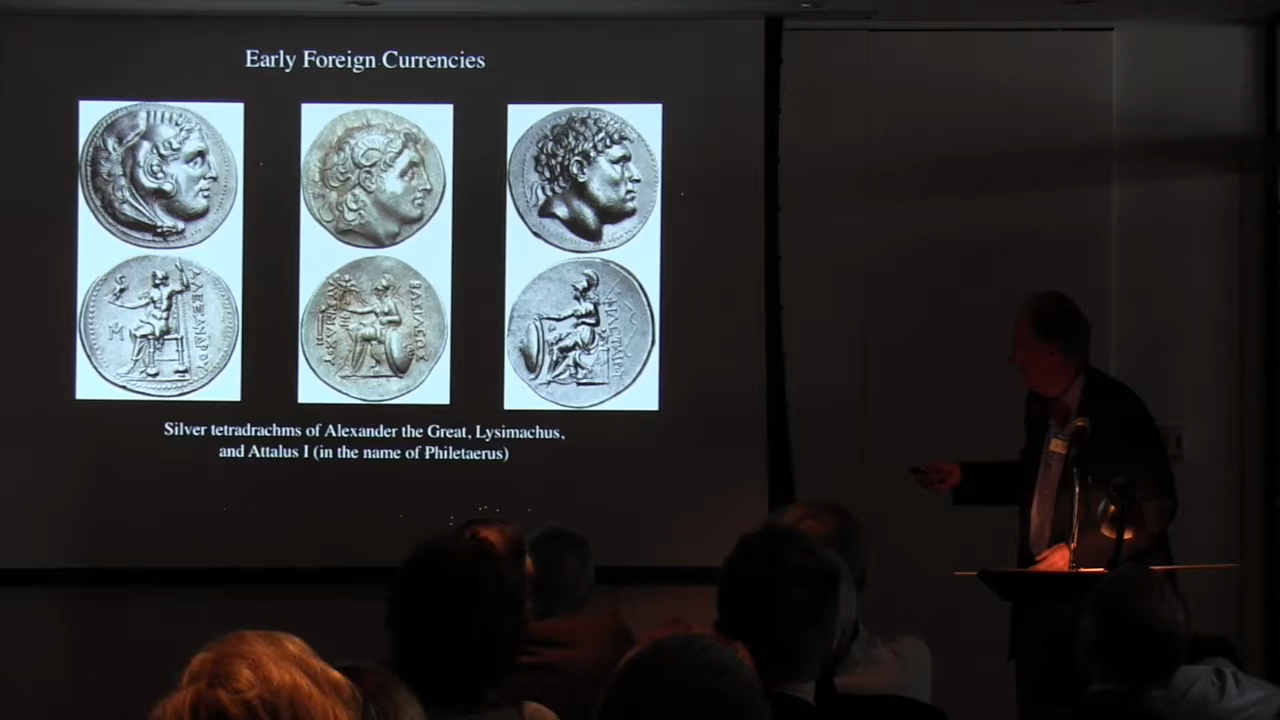 Early Foreign Currencies
ΑΛΕΞΑΝΔΡΟΥ
ΒΑΣΙΛΕΩΣ
Silver tetradrachms of Alexander the Great, Lysimachus,
and Attalus I (in the name of Philetaerus)